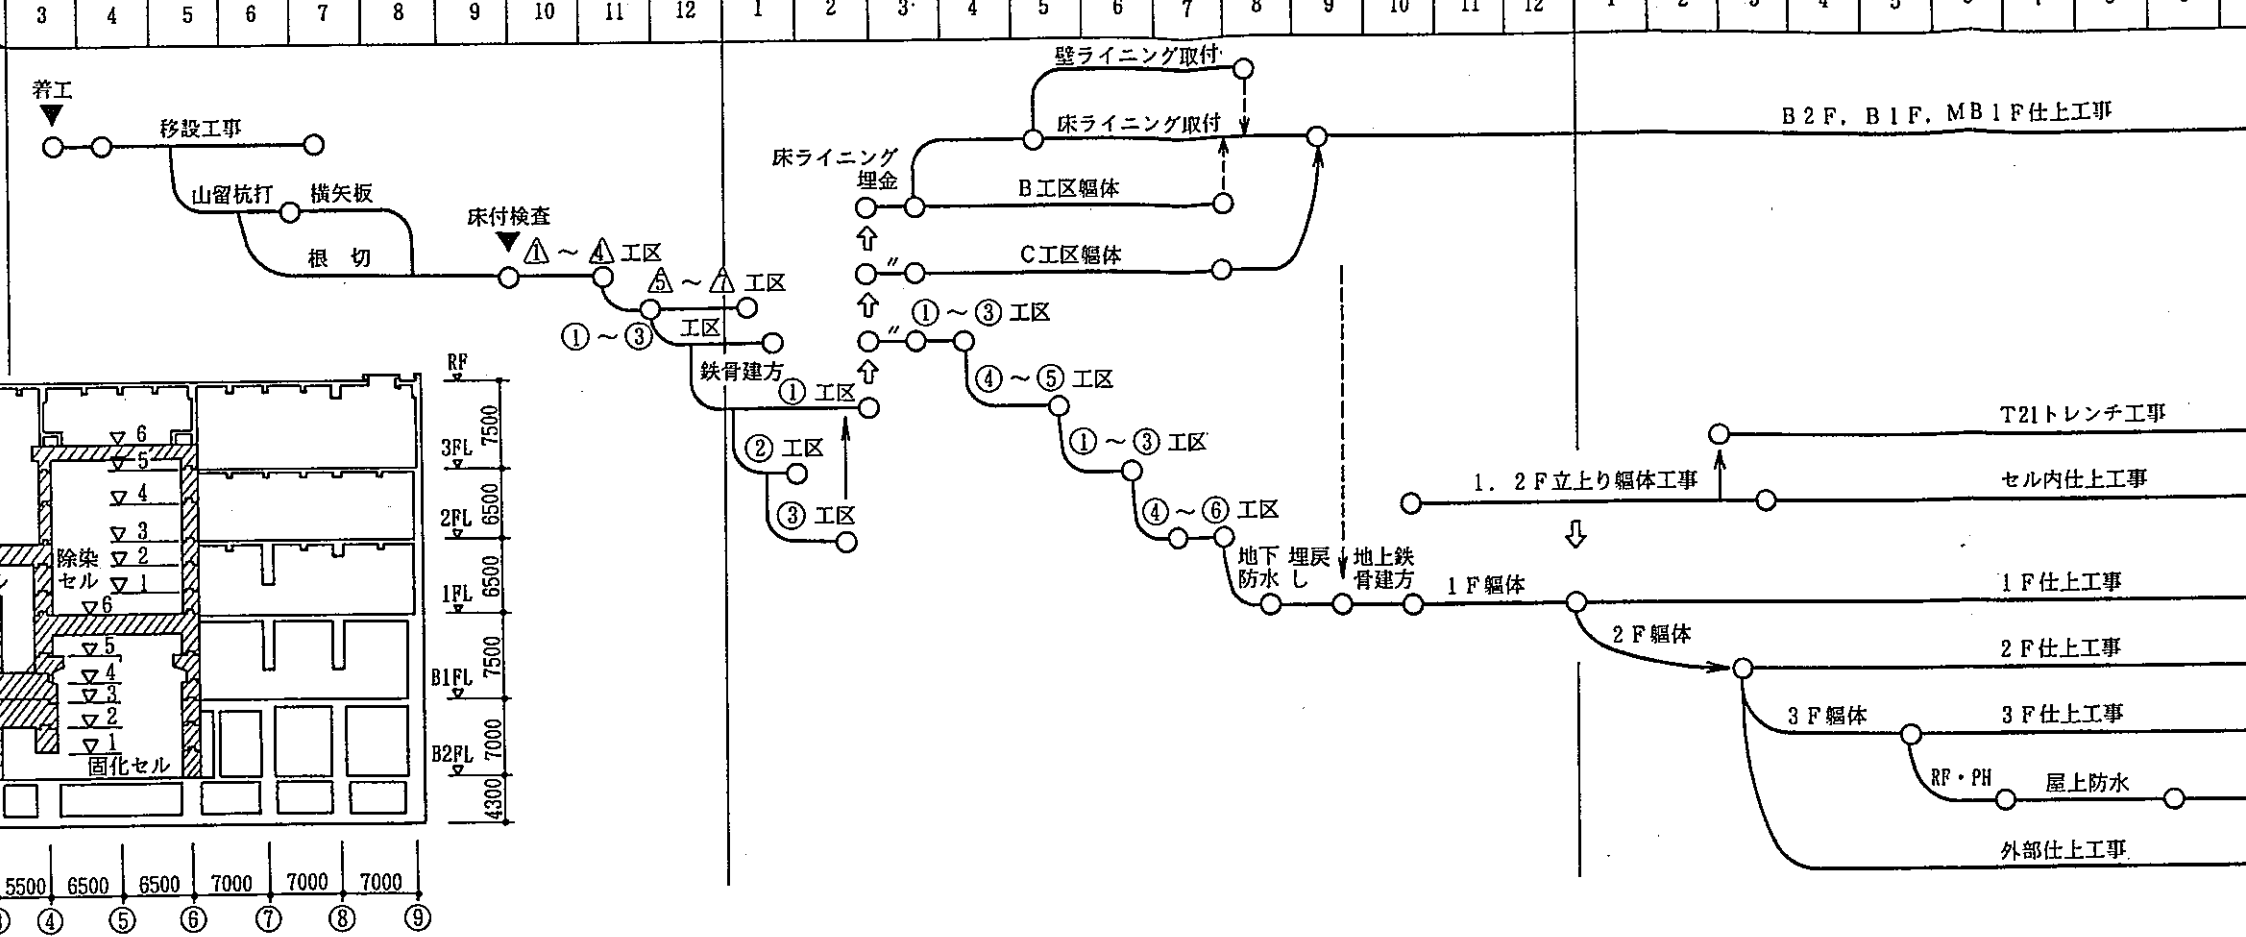 3 4 5 6 7 8 9 10 11 12 1 2 3 4 5 6 7 8 9 10 11 12 1 2 3 4 5
着工
移設工事
山留杭打
横矢板
根 切
床付検査
1 ～ 4 工区
5 ～ 7 工区
① ～ ③ 工区
鉄骨建方
① 工区
② 工区
③ 工区
床ライニング
埋金
壁ライニング取付
床ライニング取付
B工区軀体
C工区軀体
〃
〃
① ～ ③ 工区
④ ～ ⑤ 工区
① ～ ③ 工区
④ ～ ⑥ 工区
地下
防水
埋戻
し
地上鉄
骨建方
1F軀体
2F軀体
3F軀体
RF・PH
屋上防水
1．2F立上り軀体工事
B2F，B1F，MB1F仕上工事
T21トレンチ工事
セル内仕上工事
1F仕上工事
2F仕上工事
3F仕上工事
外部仕上工事
RF
7500
3FL
6500
2FL
6500
1FL
7500
B1FL
7000
B2FL
4300
6
5
4
3
2
1
除染
セル
6
5
4
3
2
1
固化セル
5500 6500 6500 7000 7000 7000
④ ⑤ ⑥ ⑦ ⑧ ⑨